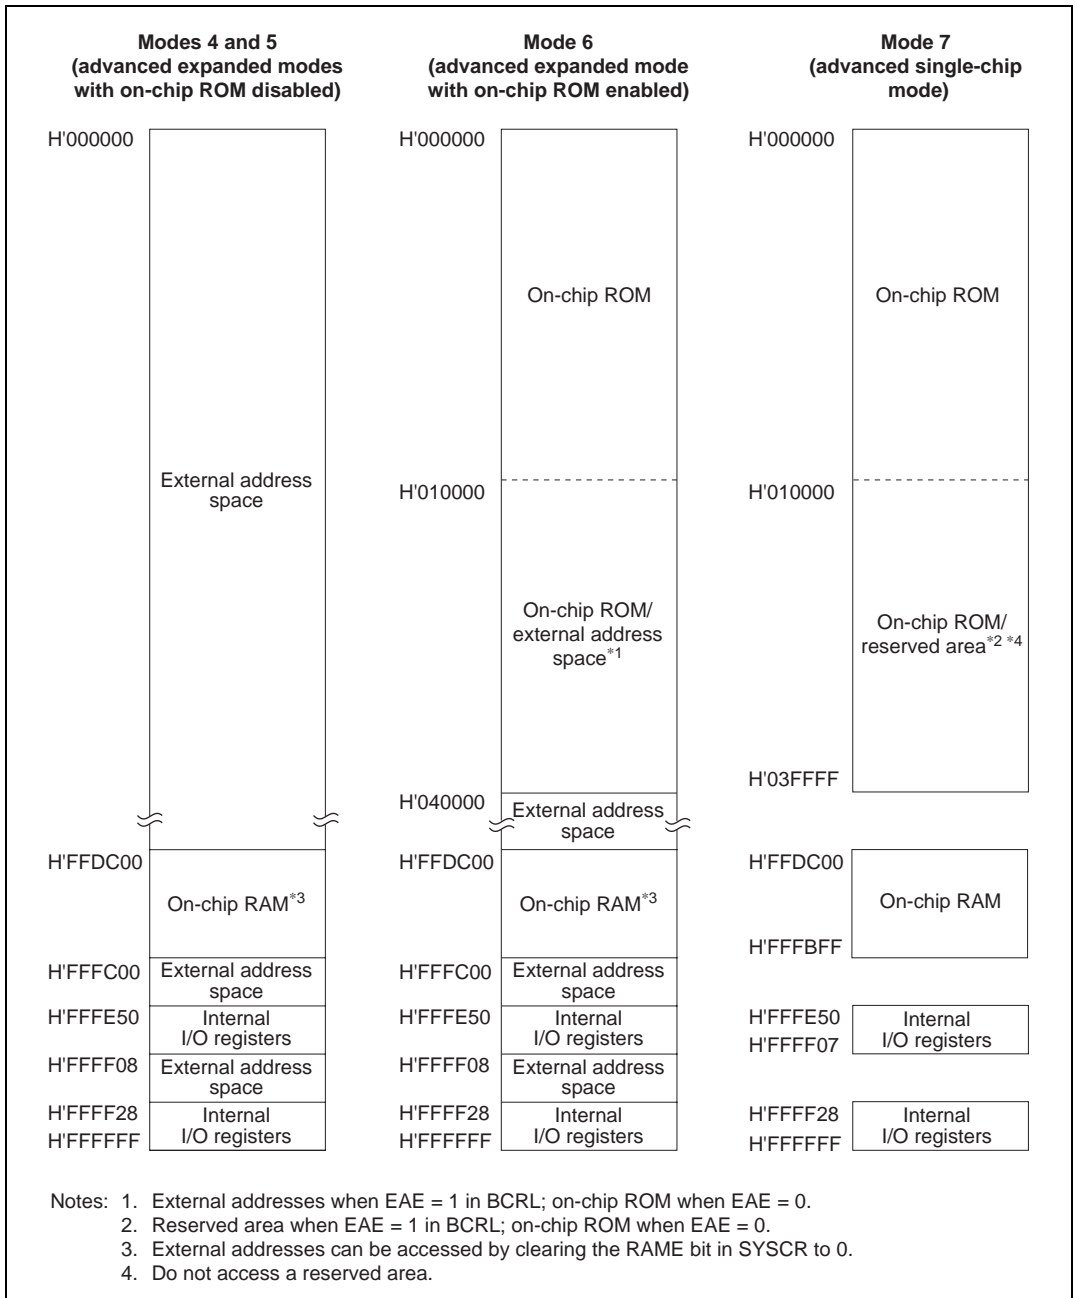 Modes 4 and 5
(advanced expanded modes
with on-chip ROM disabled)
H'000000
External address
space
H'FFDC00
On-chip RAM*3
H'FFFC00
External address
space
H'FFFE50
Internal
I/O registers
H'FFFF08
External address
space
H'FFFF28
Internal
I/O registers
H'FFFFFF
Mode 6
(advanced expanded mode
with on-chip ROM enabled)
H'000000
On-chip ROM
H'010000
On-chip ROM/
external address
space*1
H'040000
External address
space
H'FFDC00
On-chip RAM*3
H'FFFC00
External address
space
H'FFFE50
Internal
I/O registers
H'FFFF08
External address
space
H'FFFF28
Internal
I/O registers
H'FFFFFF
Mode 7
(advanced single-chip
mode)
H'000000
On-chip ROM
H'010000
On-chip ROM/
reserved area*2 *4
H'03FFFF
H'FFDC00
On-chip RAM
H'FFFBFF
H'FFFE50
Internal
I/O registers
H'FFFF07
H'FFFF28
Internal
I/O registers
H'FFFFFF
Notes: 1. External addresses when EAE = 1 in BCRL; on-chip ROM when EAE = 0.
2. Reserved area when EAE = 1 in BCRL; on-chip ROM when EAE = 0.
3. External addresses can be accessed by clearing the RAME bit in SYSCR to 0.
4. Do not access a reserved area.